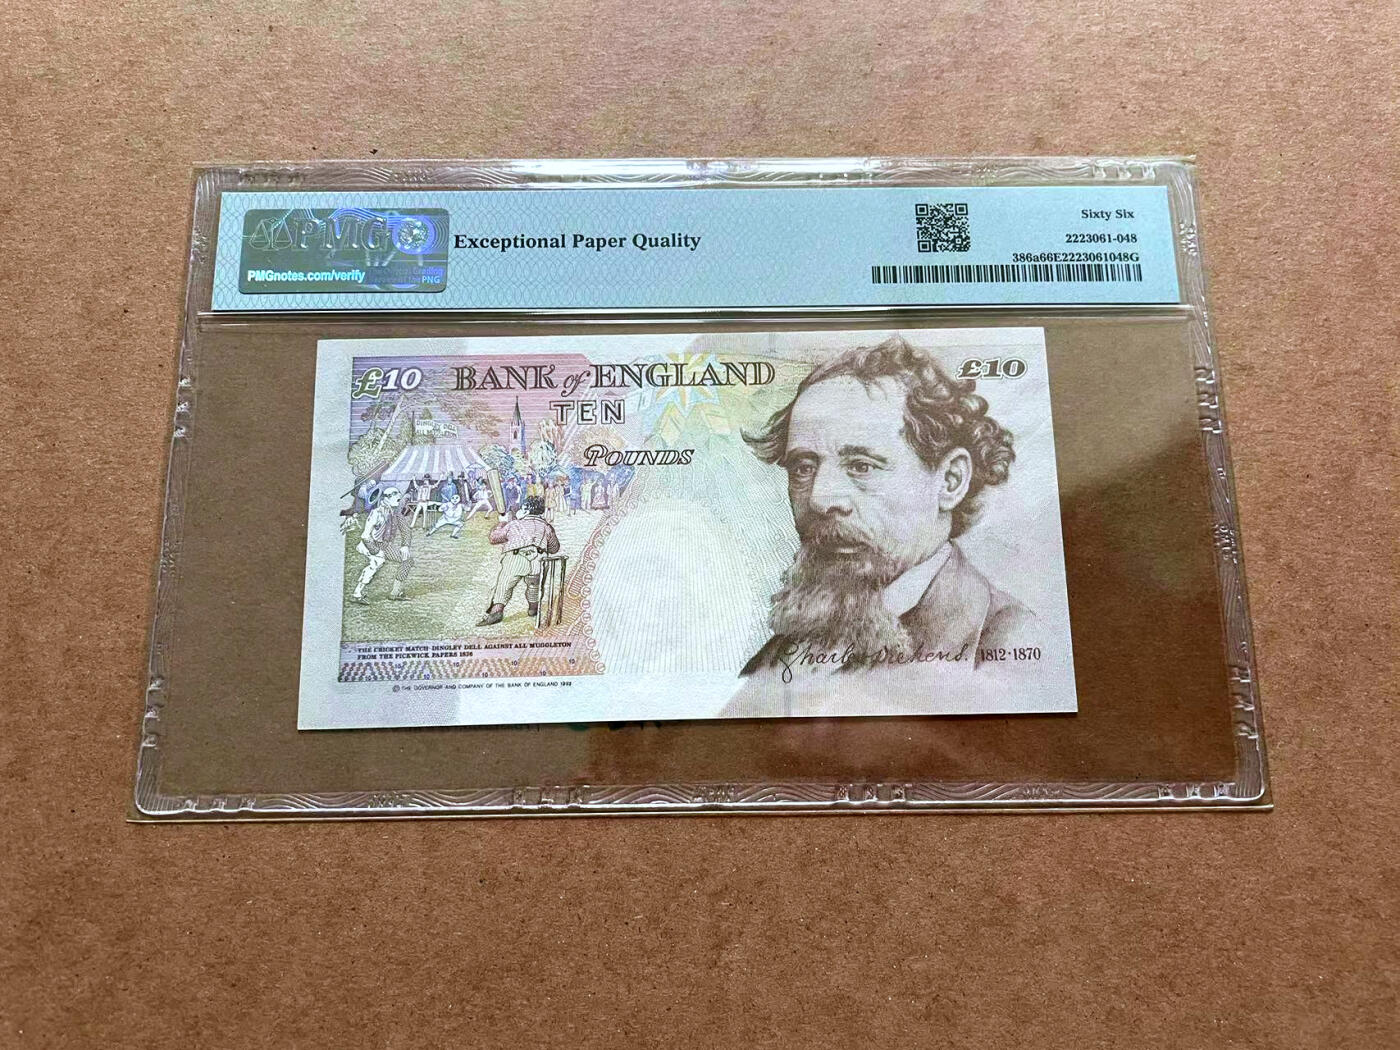 PMG
PMGnotes.com/verify
PNG
Exceptional Paper Quality
Sixty Six
2223061-048
386a66E2223061048G
£10
BANK of ENGLAND
£10
TEN
POUNDS
THE CRICKET MATCH-DINGLEY DELL AGAINST ALL MUGGLETON
FROM THE PICKWICK PAPERS 1836
Charles Dickens. 1812·1870
© THE GOVERNOR AND COMPANY OF THE BANK OF ENGLAND 1993